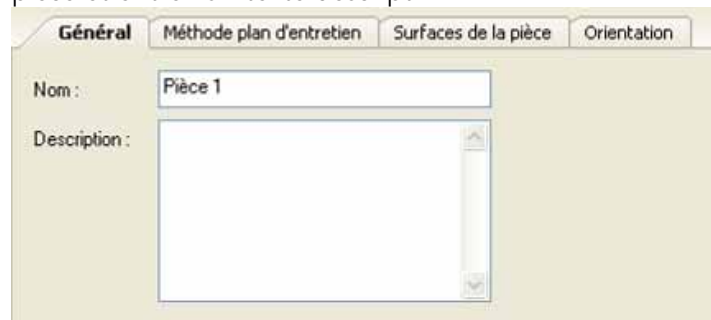 Général Méthode plan d'entretien Surfaces de la pièce Orientation
Nom : Pièce 1
Description :